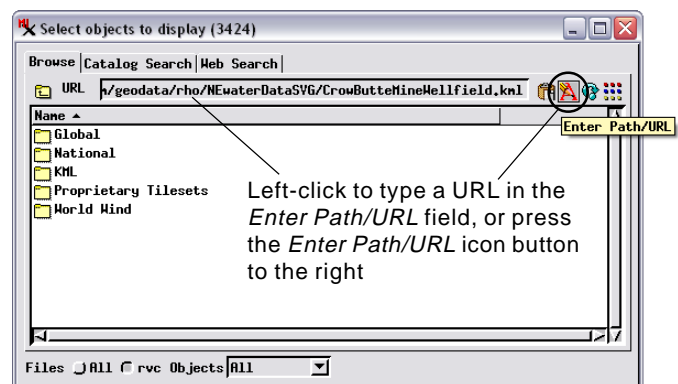 Select objects to display (3424)
Browse Catalog Search Web Search
URL n/geodata/rho/NEwaterDataSVG/CrowButteMineWellfield.kml
Name
Enter Path/URL
Global
National
KML
Proprietary Tilesets
World Wind
Left-click to type a URL in the
Enter Path/URL field, or press
the Enter Path/URL icon button
to the right
Files All rvc Objects All